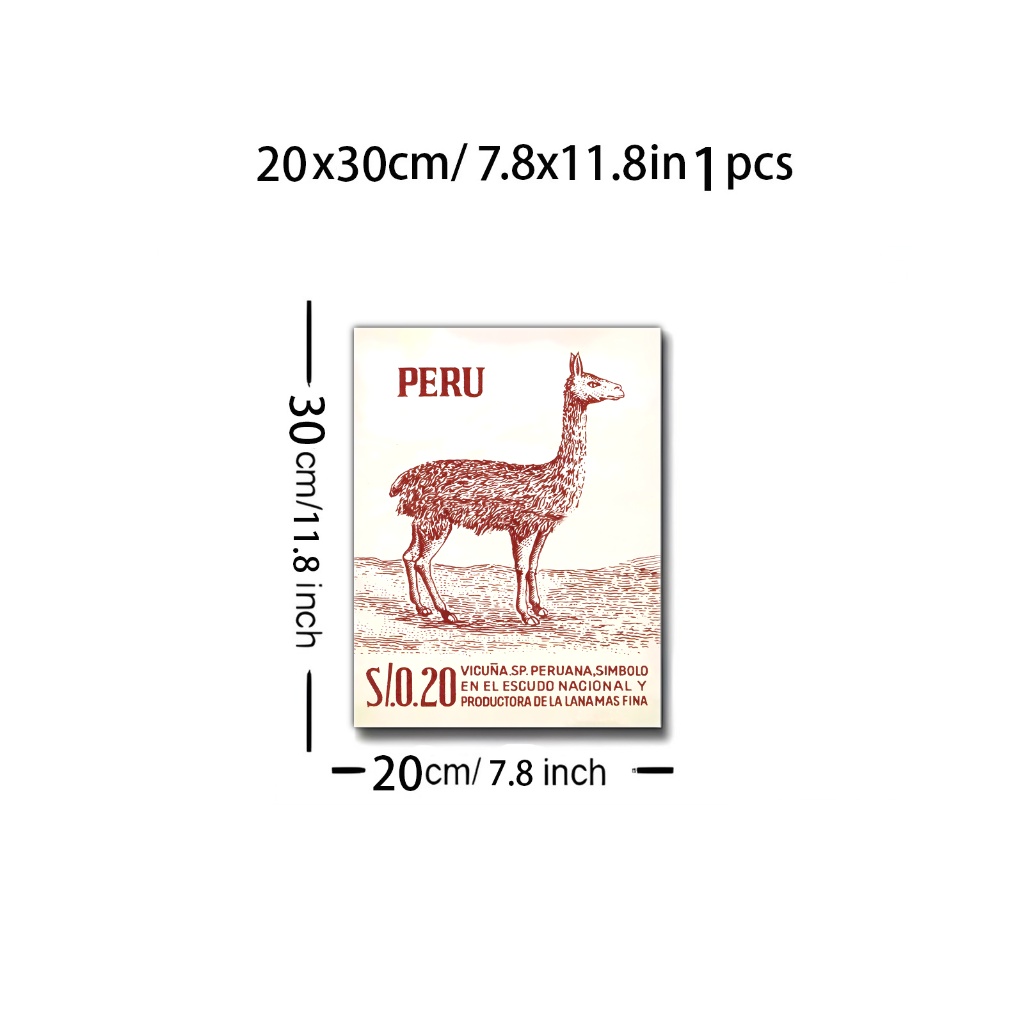 20x30cm/ 7.8x11.8in 1 pcs
30cm/11.8 inch
PERU
S/.0.20
VICUÑA.SP. PERUANA,SIMBOLO
EN EL ESCUDO NACIONAL Y
PRODUCTORA DE LA LANA MAS FINA
20cm/ 7.8 inch